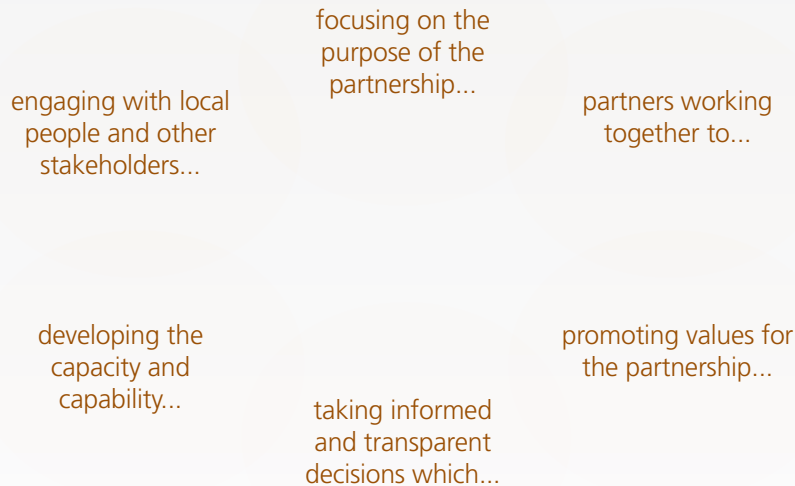 focusing on the
purpose of the
partnership...
engaging with local
people and other
stakeholders...
partners working
together to...
developing the
capacity and
capability...
promoting values for
the partnership...
taking informed
and transparent
decisions which...